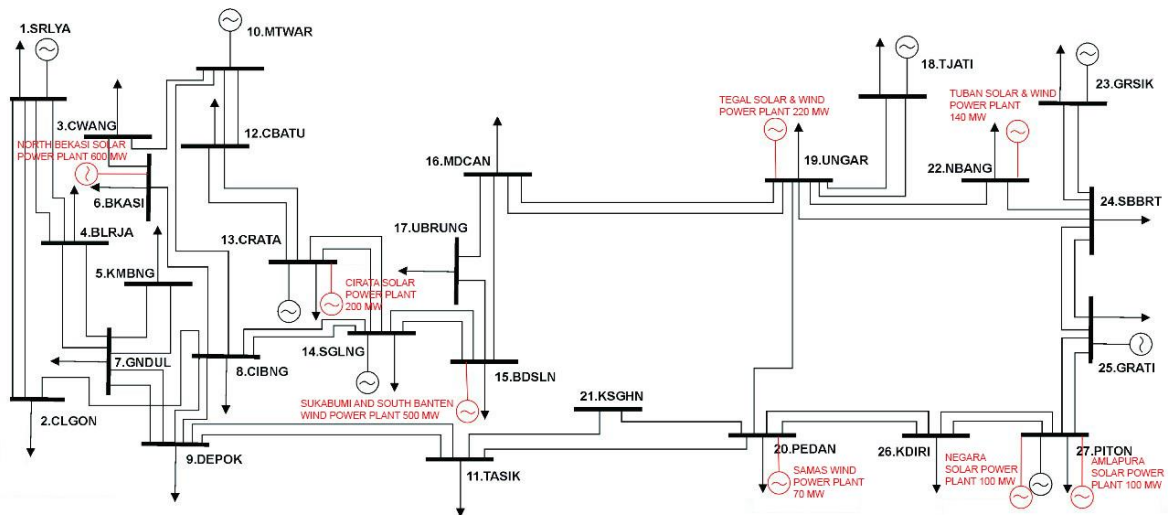 1.SRLYA
10.MTWAR
3.CWANG
NORTH BEKASI SOLAR
POWER PLANT 600 MW
12.CBATU
6.BKASI
4.BLRJA
5.KMBNG
13.CRATA
CIRATA SOLAR
POWER PLANT
200 MW
7.GNDUL
8.CIBNG
14.SGLNG
2.CLGON
9.DEPOK
SUKABUMI AND SOUTH BANTEN
WIND POWER PLANT 500 MW
15.BDSLN
16.MDCAN
17.UBRUNG
11.TASIK
21.KSGHN
TEGAL SOLAR & WIND
POWER PLANT 220 MW
18.TJATI
19.UNGAR
TUBAN SOLAR & WIND
POWER PLANT
140 MW
22.NBANG
23.GRSIK
24.SBBRT
25.GRATI
20.PEDAN
SAMAS WIND
POWER PLANT
70 MW
26.KDIRI
NEGARA
SOLAR POWER
PLANT 100 MW
27.PITON
AMLAPURA
SOLAR POWER
PLANT 100 MW